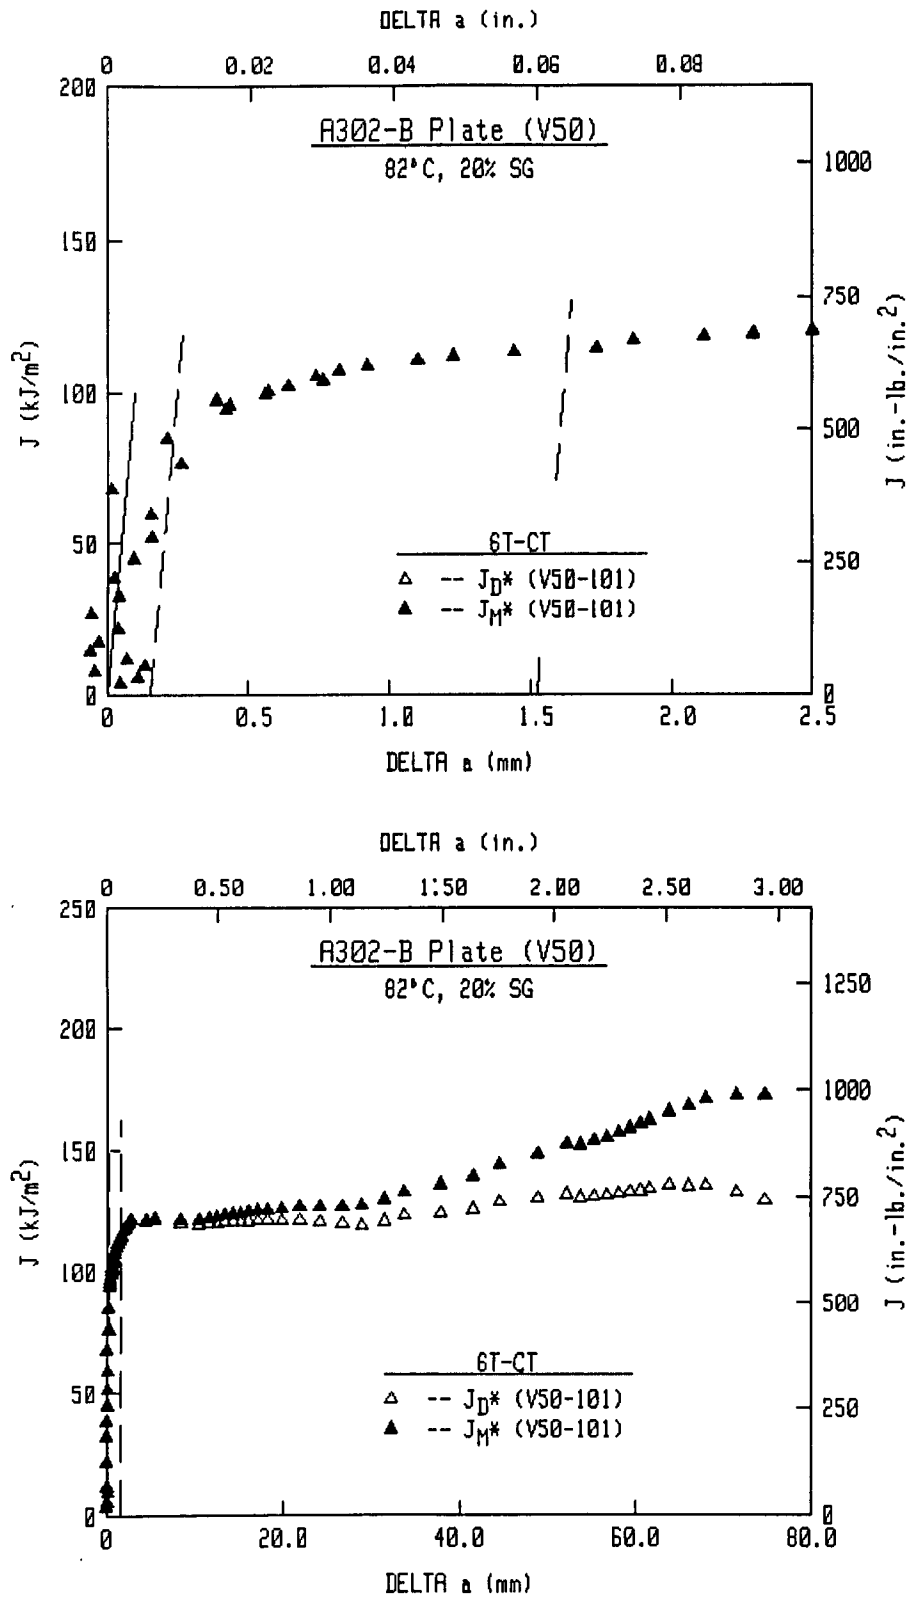 DELTA a (in.)
0 0.02 0.04 0.06 0.08
200
A302-B Plate (V50)
82°C, 20% SG
1000
150
750
J (kJ/m2)
J (in.-lb./in.2)
100
500
6T-CT
50
250
△ -- JD* (V50-101)
▲ -- JM* (V50-101)
0 0
0 0.5 1.0 1.5 2.0 2.5
DELTA a (mm)
DELTA a (in.)
0 0.50 1.00 1.50 2.00 2.50 3.00
250
A302-B Plate (V50)
82°C, 20% SG
1250
200
1000
150
J (kJ/m2)
J (in.-lb./in.2)
750
100
500
6T-CT
50
250
△ -- JD* (V50-101)
▲ -- JM* (V50-101)
0 0
0 20.0 40.0 60.0 80.0
DELTA a (mm)